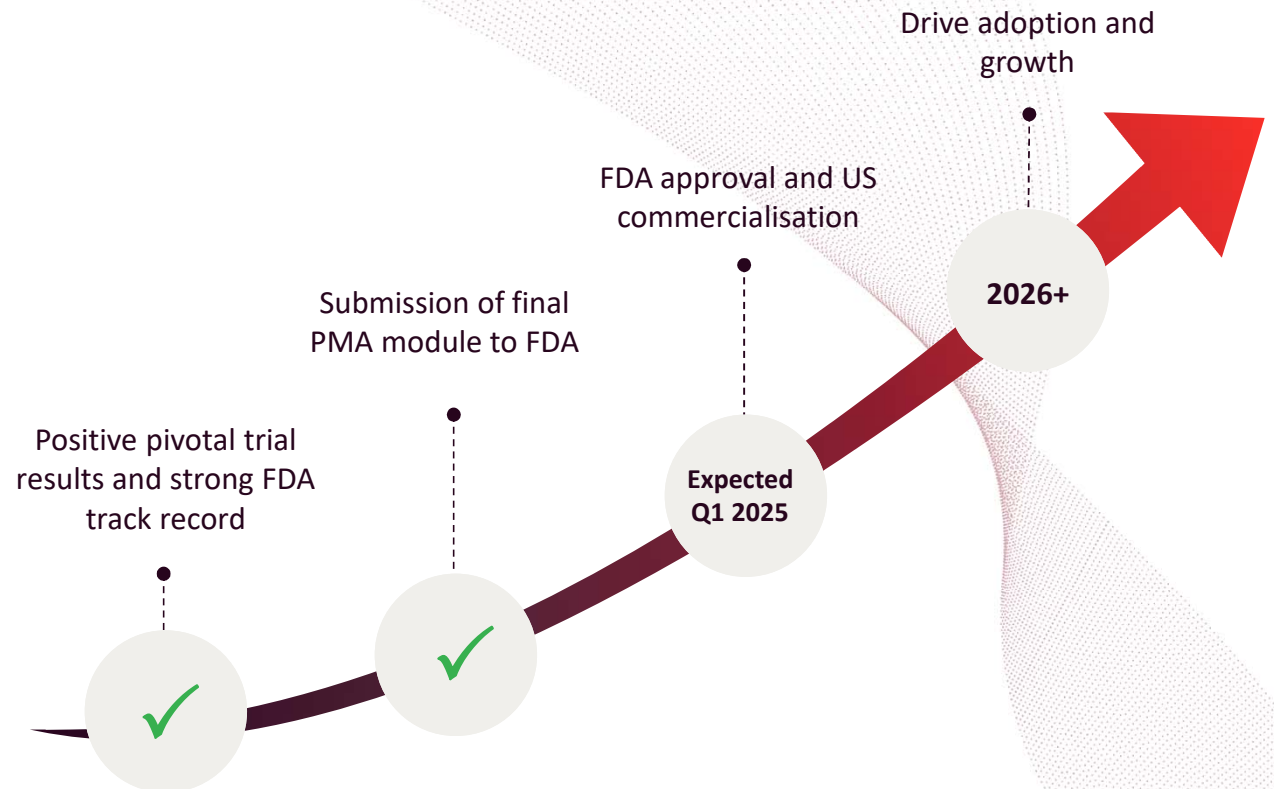 Positive pivotal trial
results and strong FDA
track record
Submission of final
PMA module to FDA
FDA approval and US
commercialisation
Expected
Q1 2025
Drive adoption and
growth
2026+